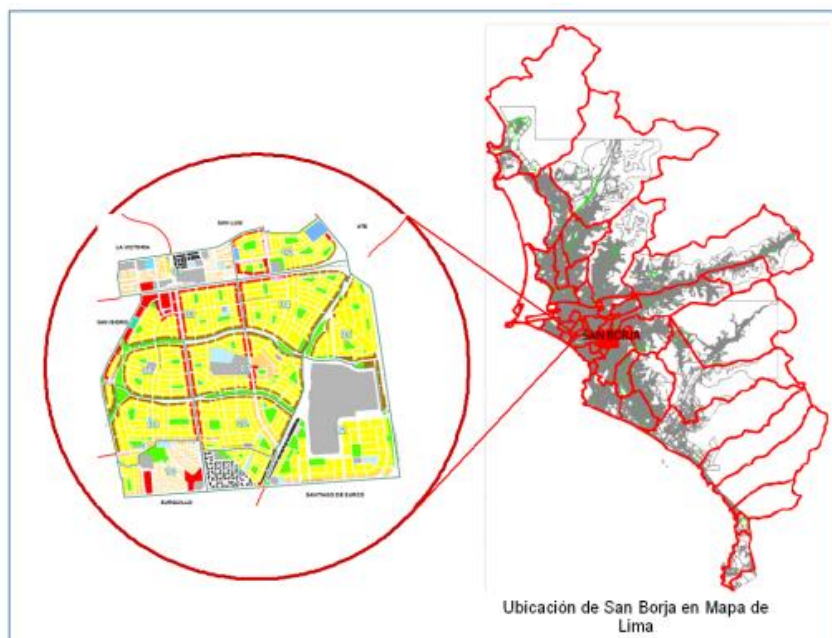 SAN LUIS
ATE
LA VICTORIA
SAN ISIDRO
SAN BORJA
SURQUILLO
SANTIAGO DE SURCO
Ubicación de San Borja en Mapa de
Lima